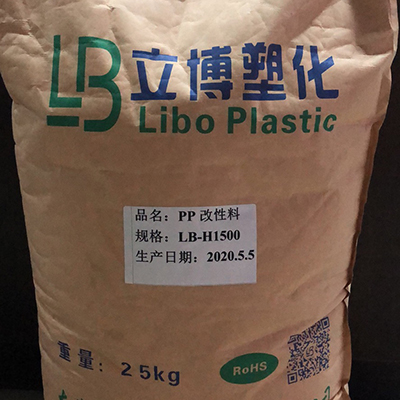 LB 立博塑化
Libo Plastic
品名：PP 改性料
规格：LB-H1500
生产日期：2020.5.5
重量：25kg
RoHS